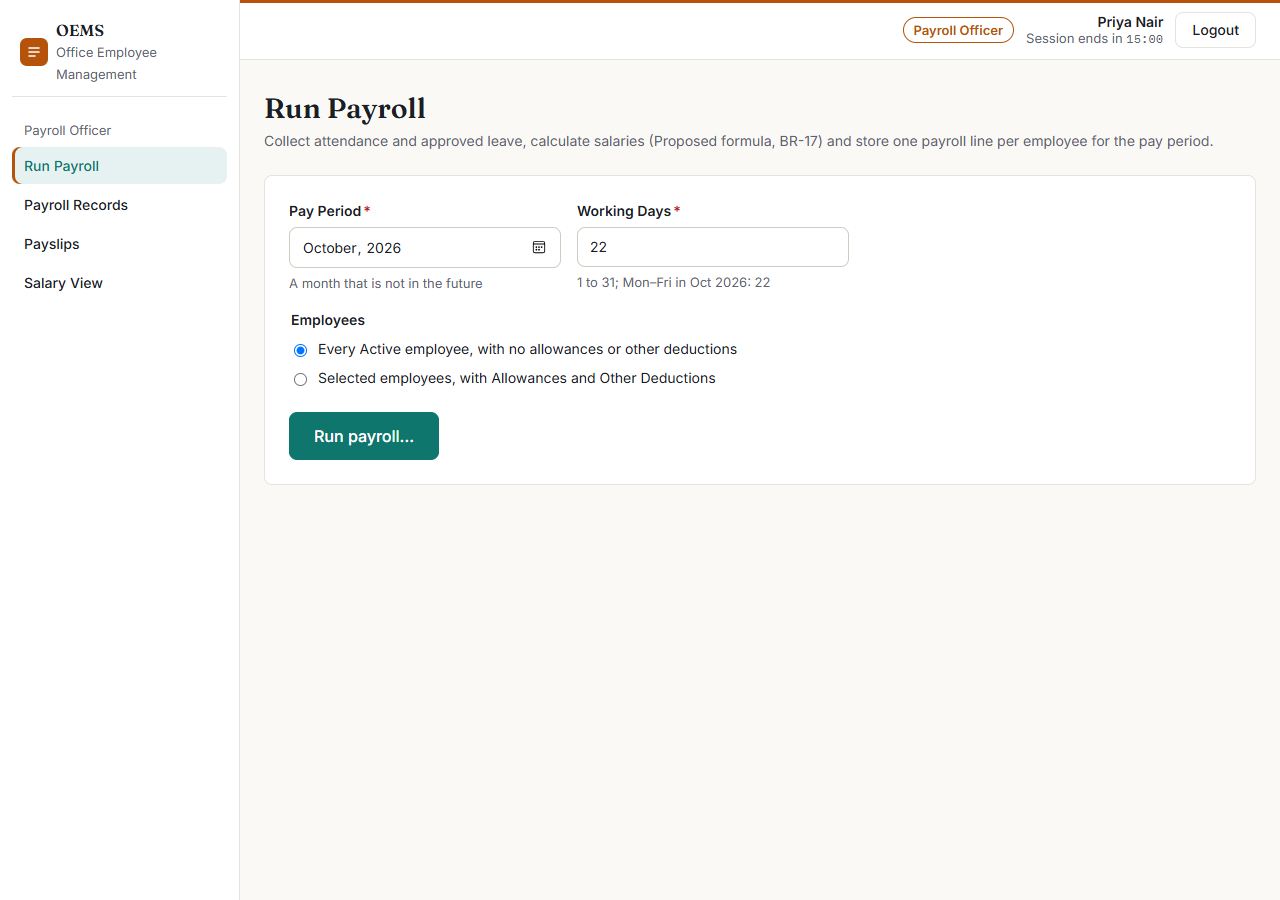 OEMS
Office Employee
Management
Payroll Officer
Run Payroll
Payroll Records
Payslips
Salary View
Payroll Officer
Priya Nair
Session ends in 15:00
Logout
Run Payroll
Collect attendance and approved leave, calculate salaries (Proposed formula, BR-17) and store one payroll line per employee for the pay period.
Pay Period *
October, 2026
A month that is not in the future
Working Days *
22
1 to 31; Mon–Fri in Oct 2026: 22
Employees
Every Active employee, with no allowances or other deductions
Selected employees, with Allowances and Other Deductions
Run payroll...